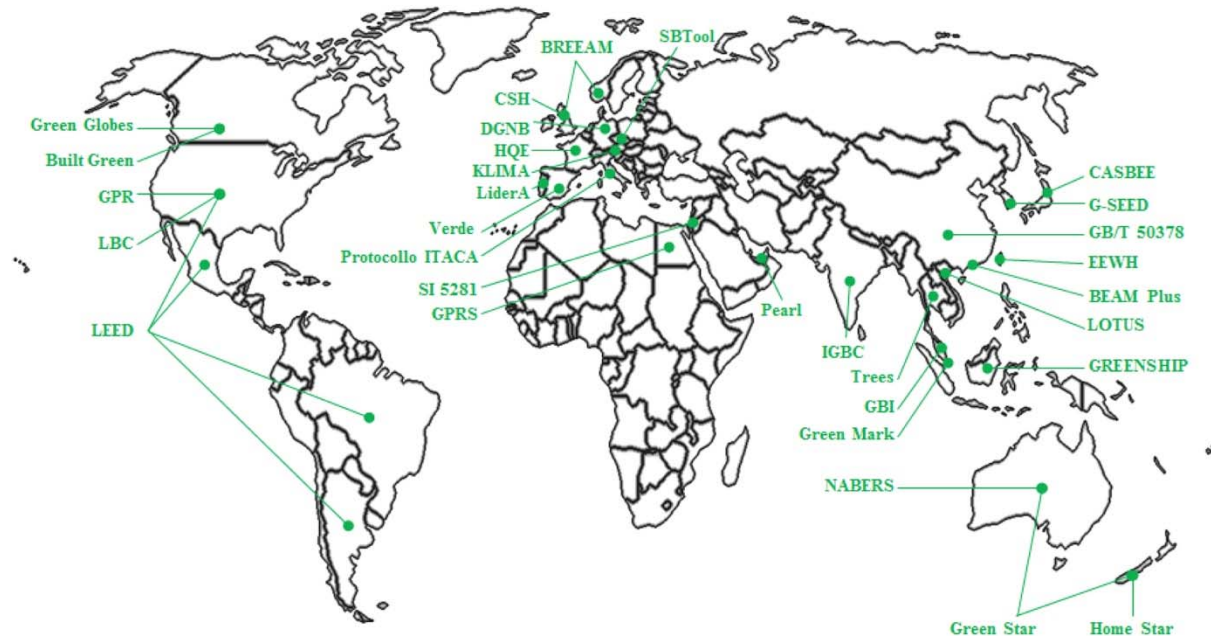 SBTool
BREEAM
CSH
Green Globes
DGNB
Built Green
HQE
KLIMA
CASBEE
GPR
LiderA
G-SEED
Verde
GB/T 50378
LBC
Protocollo ITACA
EEWH
SI 5281
BEAM Plus
GPRS
Pearl
LOTUS
LEED
IGBC
GREENSHIP
Trees
GBI
Green Mark
NABERS
Green Star
Home Star